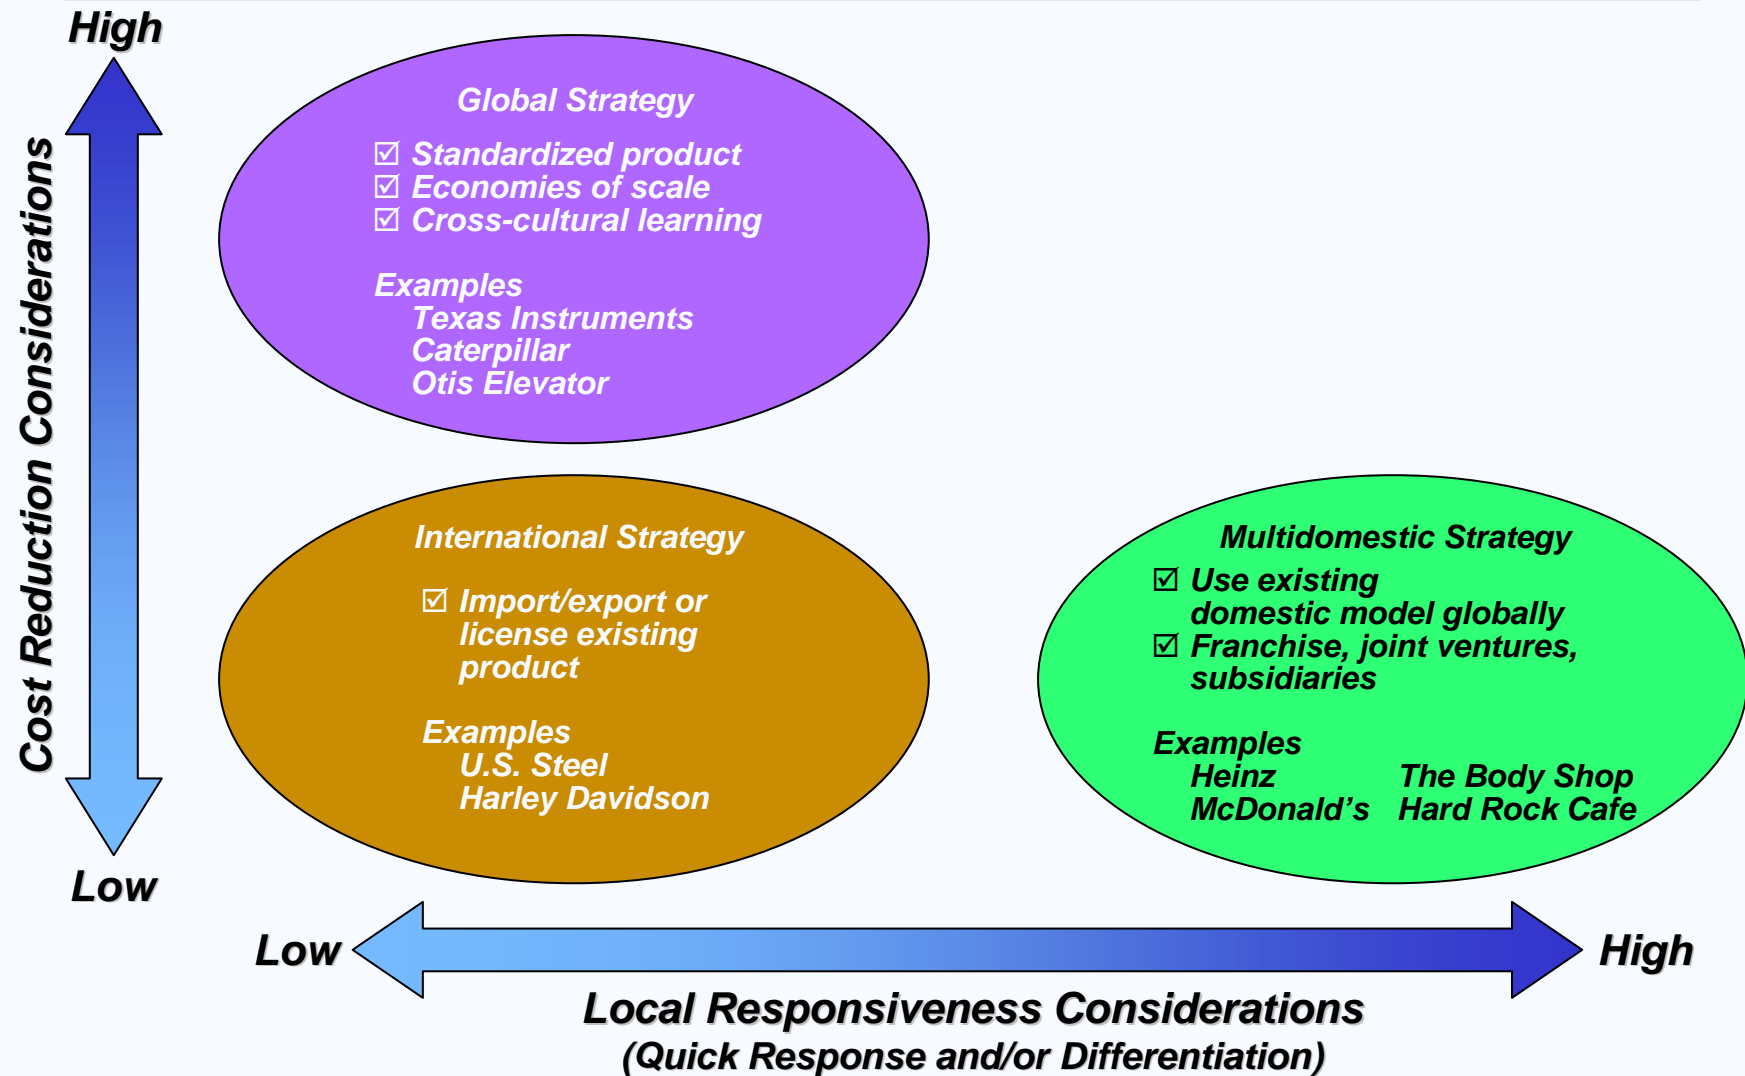 High
Cost Reduction Considerations
Low
Global Strategy
☑ Standardized product
☑ Economies of scale
☑ Cross-cultural learning
Examples
Texas Instruments
Caterpillar
Otis Elevator
International Strategy
☑ Import/export or
license existing
product
Examples
U.S. Steel
Harley Davidson
Multidomestic Strategy
☑ Use existing
domestic model globally
☑ Franchise, joint ventures,
subsidiaries
Examples
Heinz The Body Shop
McDonald’s Hard Rock Cafe
Low High
Local Responsiveness Considerations
(Quick Response and/or Differentiation)